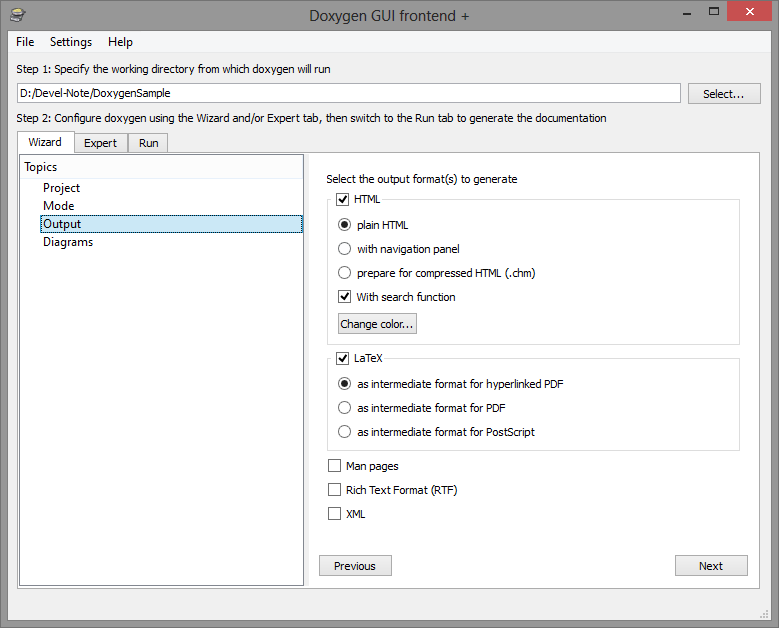 Doxygen GUI frontend +
File Settings Help
Step 1: Specify the working directory from which doxygen will run
D:/Devel-Note/DoxygenSample
Select...
Step 2: Configure doxygen using the Wizard and/or Expert tab, then switch to the Run tab to generate the documentation
Wizard Expert Run
Topics
Project
Mode
Output
Diagrams
Select the output format(s) to generate
HTML
plain HTML
with navigation panel
prepare for compressed HTML (.chm)
With search function
Change color...
LaTeX
as intermediate format for hyperlinked PDF
as intermediate format for PDF
as intermediate format for PostScript
Man pages
Rich Text Format (RTF)
XML
Previous Next